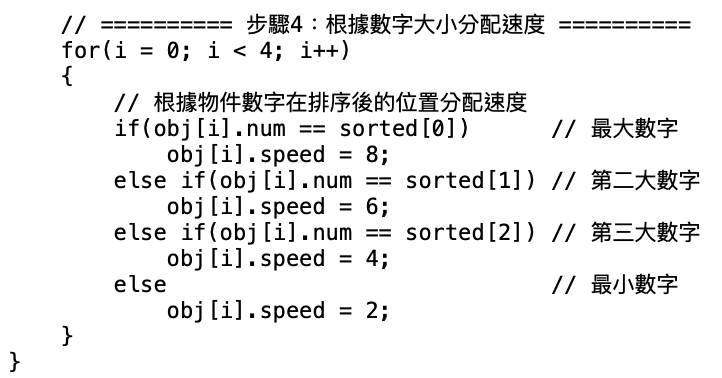 // ========== 步驟4：根據數字大小分配速度 ==========
    for(i = 0; i < 4; i++)
    {
        // 根據物件數字在排序後的位置分配速度
        if(obj[i].num == sorted[0])      // 最大數字
            obj[i].speed = 8;
        else if(obj[i].num == sorted[1]) // 第二大數字
            obj[i].speed = 6;
        else if(obj[i].num == sorted[2]) // 第三大數字
            obj[i].speed = 4;
        else                             // 最小數字
            obj[i].speed = 2;
    }
}